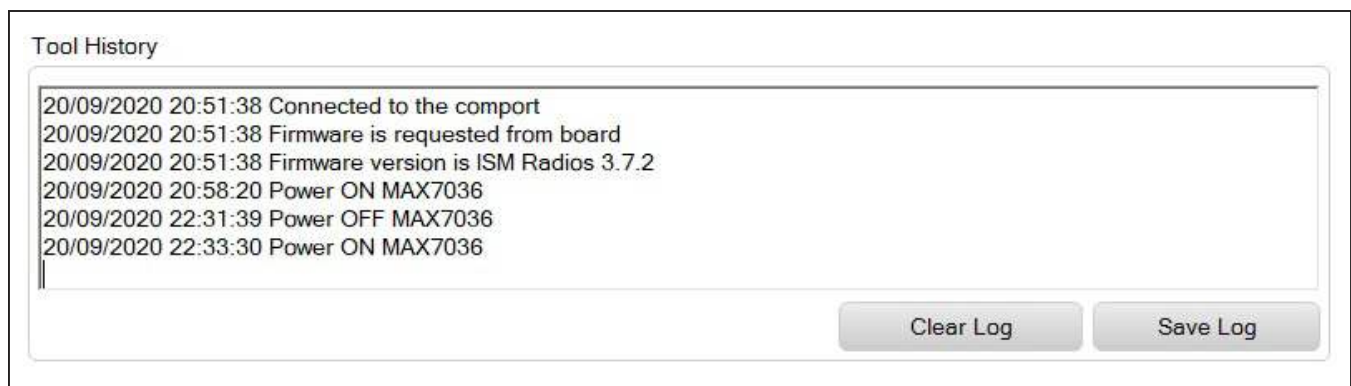 Tool History
20/09/2020 20:51:38 Connected to the comport
20/09/2020 20:51:38 Firmware is requested from board
20/09/2020 20:51:38 Firmware version is ISM Radios 3.7.2
20/09/2020 20:58:20 Power ON MAX7036
20/09/2020 22:31:39 Power OFF MAX7036
20/09/2020 22:33:30 Power ON MAX7036
Clear Log Save Log